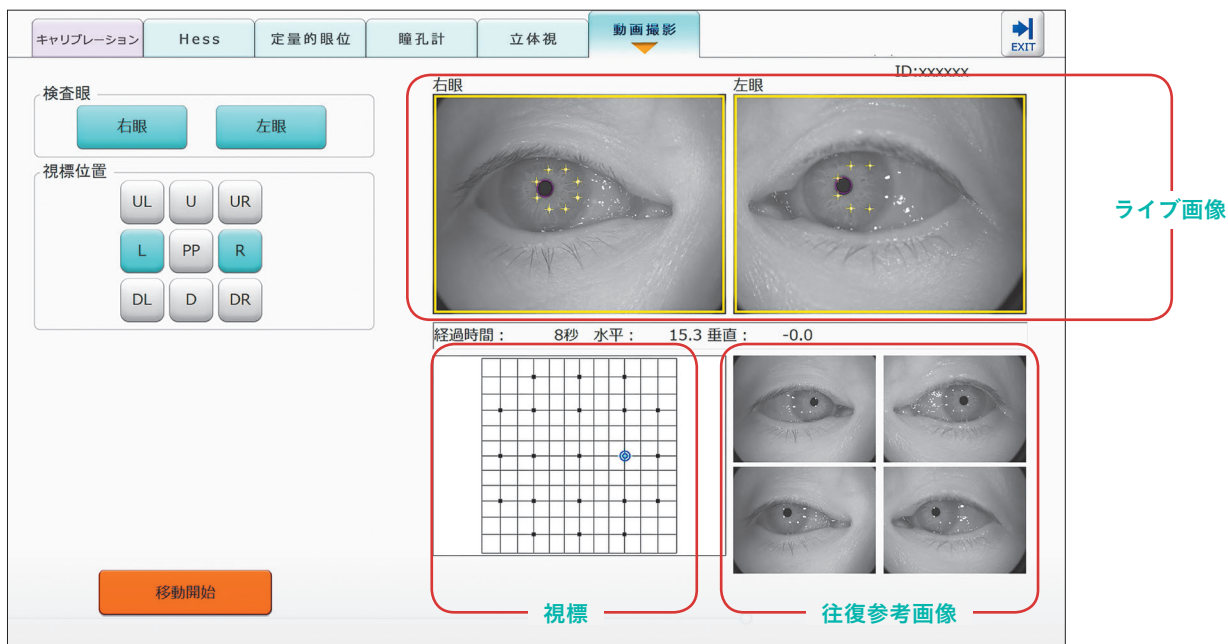 キャリブレーション Hess 定量的眼位 瞳孔計 立体視 動画撮影 EXIT
ID:xxxxxx
検査眼
右眼 左眼
視標位置
UL U UR
L PP R
DL D DR
移動開始
右眼 左眼
ライブ画像
経過時間： 8秒 水平： 15.3 垂直： -0.0
視標
往復参考画像